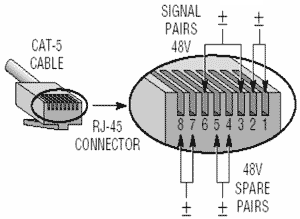 SIGNAL
PAIRS
48V
± ±
CAT-5
CABLE
RJ-45
CONNECTOR
8 7 6 5 4 3 2 1
± ±
48V
SPARE
PAIRS